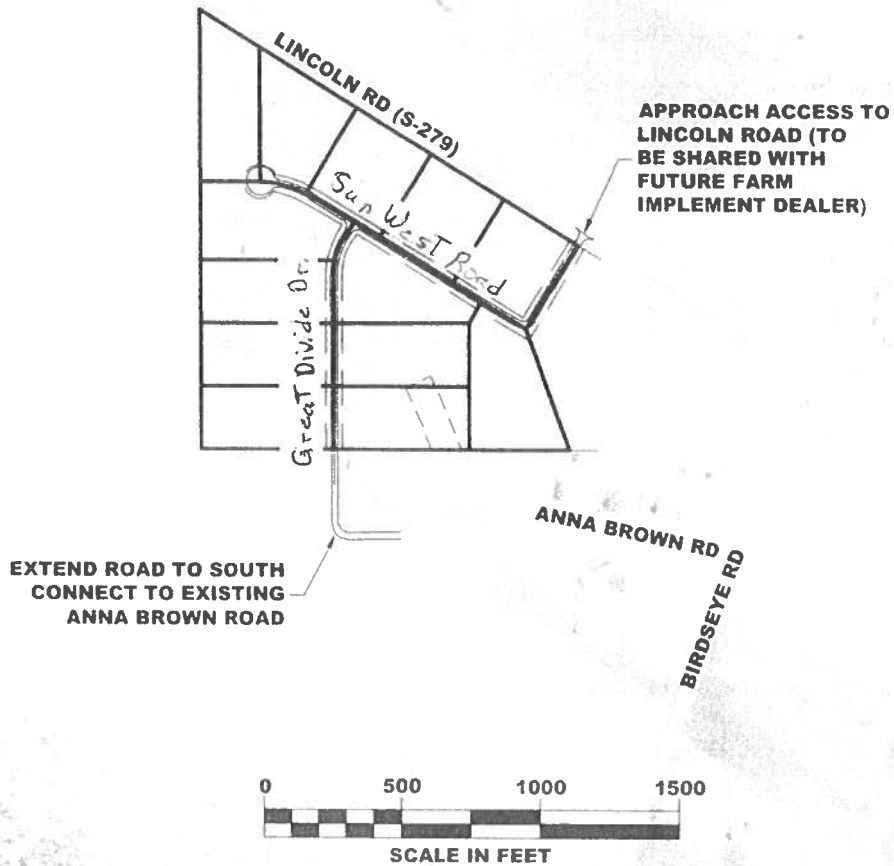 LINCOLN RD (S-279)
APPROACH ACCESS TO
LINCOLN ROAD (TO
BE SHARED WITH
FUTURE FARM
IMPLEMENT DEALER)
Sun West Road
Great Divide Dr.
ANNA BROWN RD
BIRDSEYE RD
EXTEND ROAD TO SOUTH
CONNECT TO EXISTING
ANNA BROWN ROAD
0 500 1000 1500
SCALE IN FEET